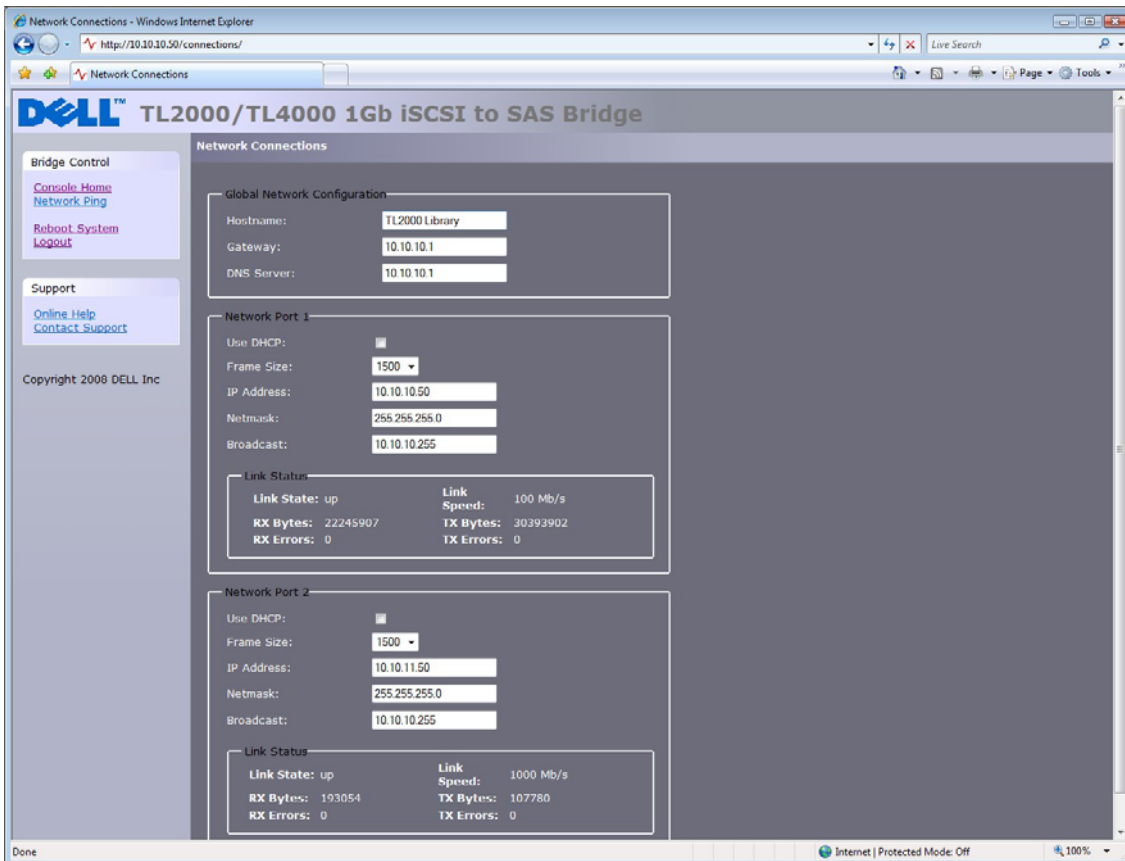 Network Connections - Windows Internet Explorer
http://10.10.10.50/connections/
Live Search
Network Connections
Page
Tools
DELL™ TL2000/TL4000 1Gb iSCSI to SAS Bridge
Network Connections
Bridge Control
Console Home
Network Ping
Reboot System
Logout
Support
Online Help
Contact Support
Copyright 2008 DELL Inc
Global Network Configuration
Hostname: TL2000 Library
Gateway: 10.10.10.1
DNS Server: 10.10.10.1
Network Port 1
Use DHCP:
Frame Size: 1500
IP Address: 10.10.10.50
Netmask: 255.255.255.0
Broadcast: 10.10.10.255
Link Status
Link State: up Link Speed: 100 Mb/s
RX Bytes: 22245907 TX Bytes: 30393902
RX Errors: 0 TX Errors: 0
Network Port 2
Use DHCP:
Frame Size: 1500
IP Address: 10.10.11.50
Netmask: 255.255.255.0
Broadcast: 10.10.10.255
Link Status
Link State: up Link Speed: 1000 Mb/s
RX Bytes: 193054 TX Bytes: 107780
RX Errors: 0 TX Errors: 0
Done
Internet | Protected Mode: Off
100%